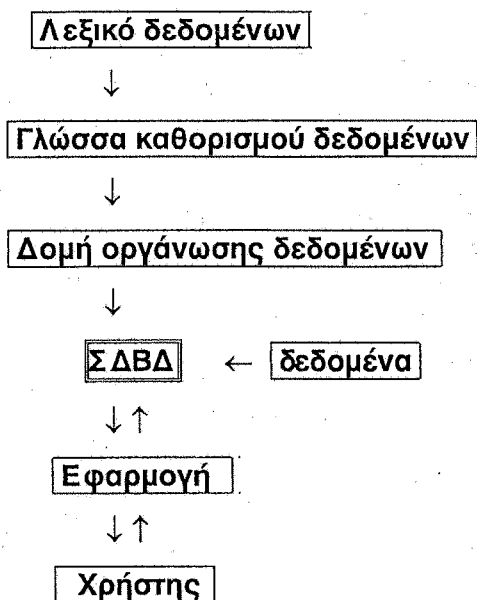 Λεξικό δεδομένων
↓
Γλώσσα καθορισμού δεδομένων
↓
Δομή οργάνωσης δεδομένων
↓
ΣΔΒΔ ← δεδομένα
↓↑
Εφαρμογή
↓↑
Χρήστης